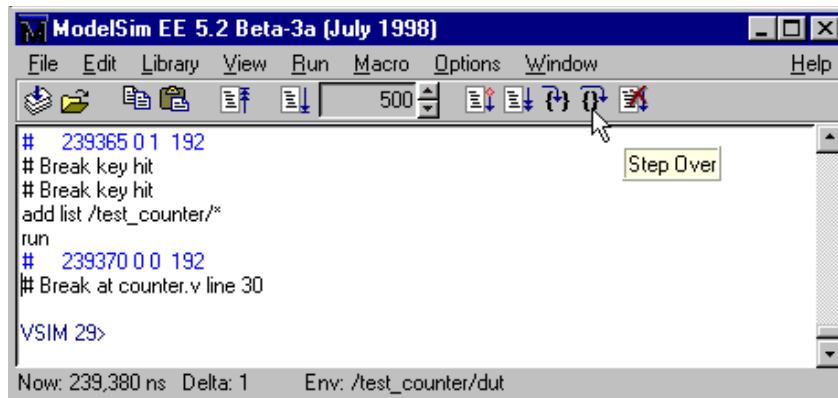 ModelSim EE 5.2 Beta-3a (July 1998)
File Edit Library View Run Macro Options Window Help
500
# 239365 0 1 192
# Break key hit
# Break key hit
add list /test_counter/*
run
# 239370 0 0 192
# Break at counter.v line 30
VSIM 29>
Step Over
Now: 239,380 ns Delta: 1 Env: /test_counter/dut